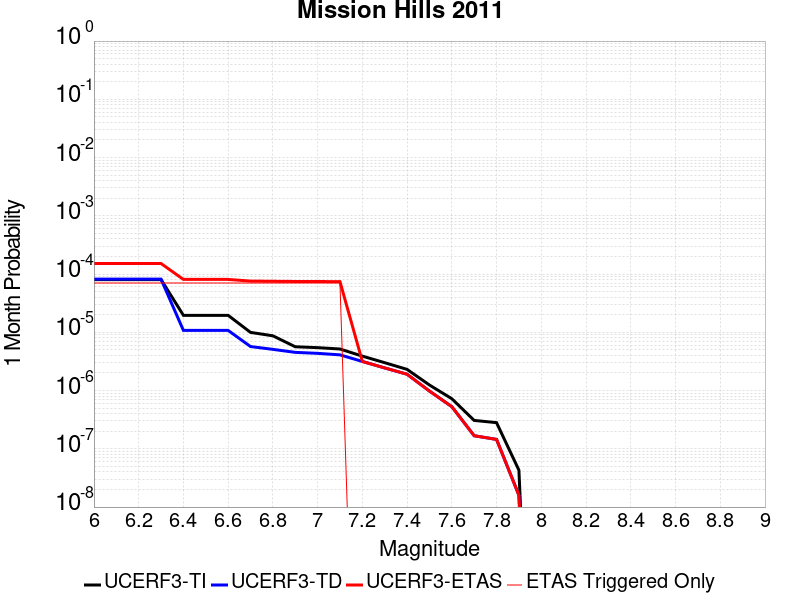 Mission Hills 2011
1 Month Probability
10^0
10^-1
10^-2
10^-3
10^-4
10^-5
10^-6
10^-7
10^-8
6 6.2 6.4 6.6 6.8 7 7.2 7.4 7.6 7.8 8 8.2 8.4 8.6 8.8 9
Magnitude
UCERF3-TI UCERF3-TD UCERF3-ETAS ETAS Triggered Only